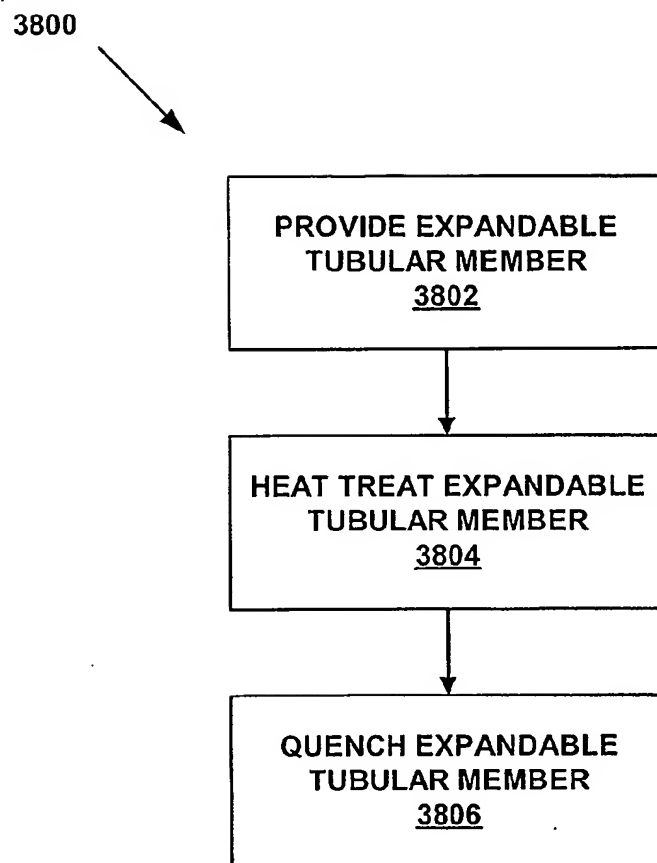 3800
PROVIDE EXPANDABLE
TUBULAR MEMBER
3802
HEAT TREAT EXPANDABLE
TUBULAR MEMBER
3804
QUENCH EXPANDABLE
TUBULAR MEMBER
3806